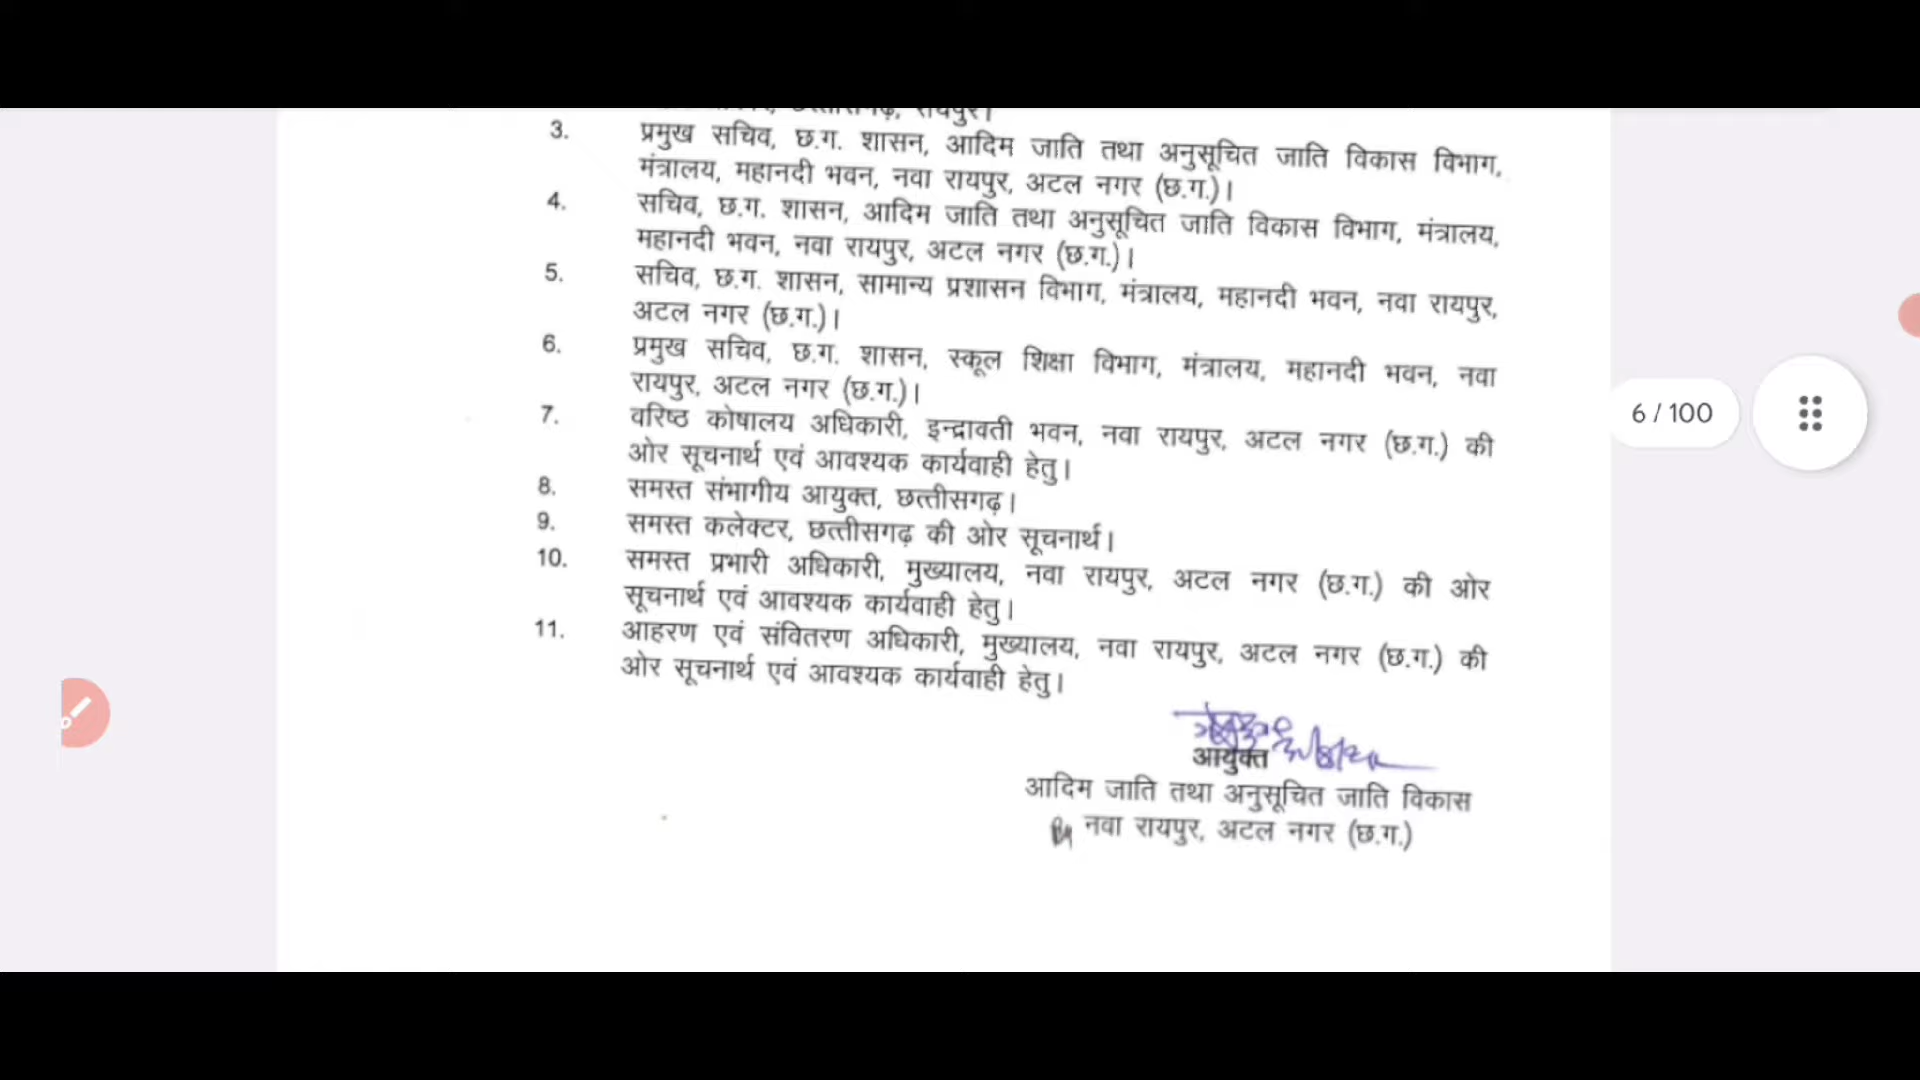 छत्तीसगढ़, रायपुर।
3. प्रमुख सचिव, छ.ग. शासन, आदिम जाति तथा अनुसूचित जाति विकास विभाग,
मंत्रालय, महानदी भवन, नवा रायपुर, अटल नगर (छ.ग.)।
4. सचिव, छ.ग. शासन, आदिम जाति तथा अनुसूचित जाति विकास विभाग, मंत्रालय,
महानदी भवन, नवा रायपुर, अटल नगर (छ.ग.)।
5. सचिव, छ.ग. शासन, सामान्य प्रशासन विभाग, मंत्रालय, महानदी भवन, नवा रायपुर,
अटल नगर (छ.ग.)।
6. प्रमुख सचिव, छ.ग. शासन, स्कूल शिक्षा विभाग, मंत्रालय, महानदी भवन, नवा
रायपुर, अटल नगर (छ.ग.)।
6 / 100
7. वरिष्ठ कोषालय अधिकारी, इन्द्रावती भवन, नवा रायपुर, अटल नगर (छ.ग.) की
ओर सूचनार्थ एवं आवश्यक कार्यवाही हेतु।
8. समस्त संभागीय आयुक्त, छत्तीसगढ़।
9. समस्त कलेक्टर, छत्तीसगढ़ की ओर सूचनार्थ।
10. समस्त प्रभारी अधिकारी, मुख्यालय, नवा रायपुर, अटल नगर (छ.ग.) की ओर
सूचनार्थ एवं आवश्यक कार्यवाही हेतु।
11. आहरण एवं संवितरण अधिकारी, मुख्यालय, नवा रायपुर, अटल नगर (छ.ग.) की
ओर सूचनार्थ एवं आवश्यक कार्यवाही हेतु।
आयुक्त
आदिम जाति तथा अनुसूचित जाति विकास
नवा रायपुर, अटल नगर (छ.ग.)